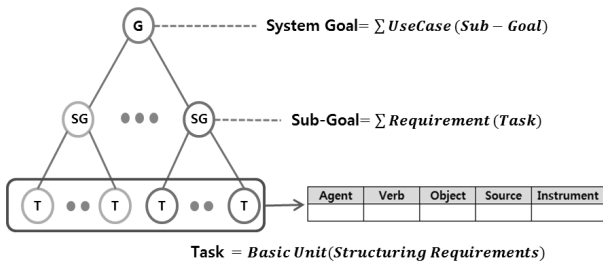 G
System Goal= ∑ UseCase (Sub − Goal)
SG
SG
Sub-Goal= ∑ Requirement (Task)
T
T
T
T
Agent Verb Object Source Instrument
Task = Basic Unit(Structuring Requirements)